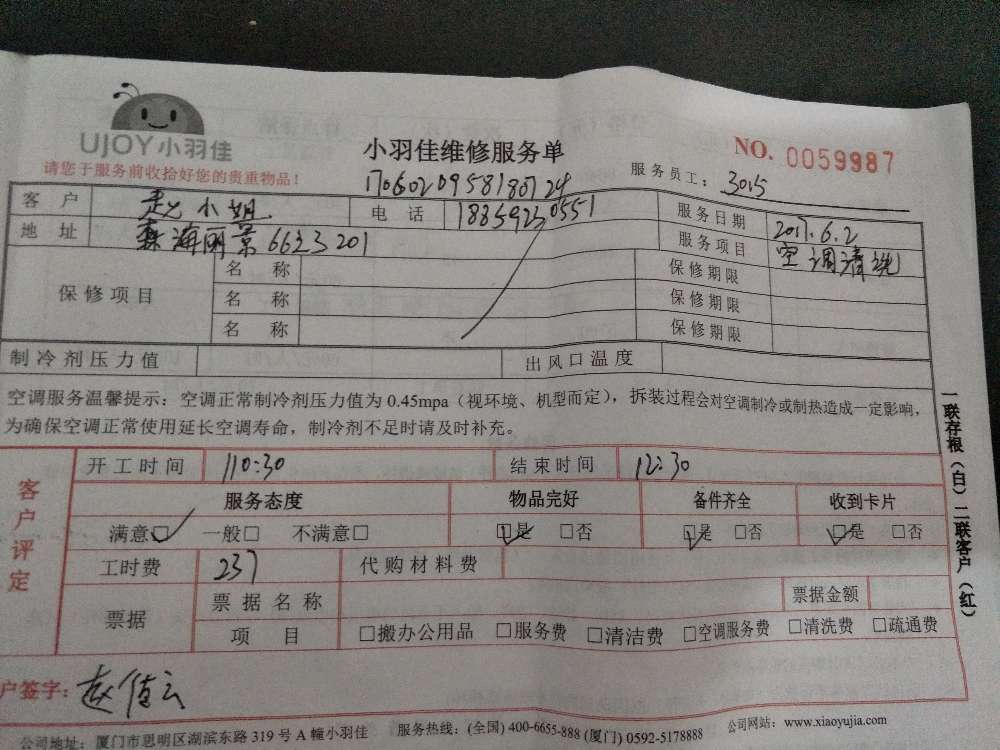 UJOY小羽佳
小羽佳维修服务单
NO. 0059987
请您于服务前收拾好您的贵重物品!
服务员工: 3015
客户 赵小姐 电话 18859230551 服务日期 2017.6.2
地址 森海丽景 服务项目 空调清洗
保修项目 名称 保修期限
名称 保修期限
名称 保修期限
制冷剂压力值 出风口温度
空调服务温馨提示:空调正常制冷剂压力值为0.45mpa(视环境、机型而定),拆装过程会对空调制冷或制热造成一定影响,
为确保空调正常使用延长空调寿命,制冷剂不足时请及时补充。
一联存根(白)二联客户(红)
客户评定
开工时间 10:30 结束时间 12:30
服务态度 物品完好 备件齐全 收到卡片
满意☑ 一般□ 不满意□ ☑是 □否 ☑是 □否 ☑是 □否
工时费 237 代购材料费
票据 票据名称 票据金额
项目 □搬办公用品 □服务费 □清洁费 □空调服务费 □清洗费 □疏通费
户签字:
公司地址:厦门市思明区湖滨东路319号A幢小羽佳 服务热线:(全国) 400-6655-888 (厦门) 0592-5178888 公司网站:www.xiaoyujia.com